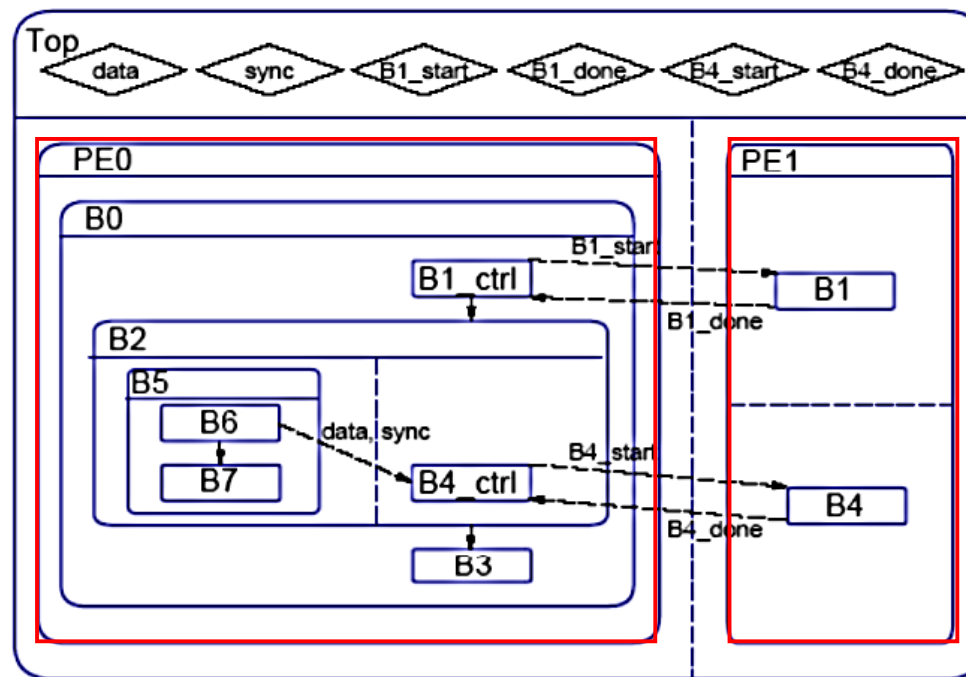 Top
data
sync
B1_start
B1_done
B4_start
B4_done
PE0
PE1
B0
B1_start
B1_ctrl
B1
B1_done
B2
B5
B6
data, sync
B4_start
B7
B4_ctrl
B4
B4_done
B3